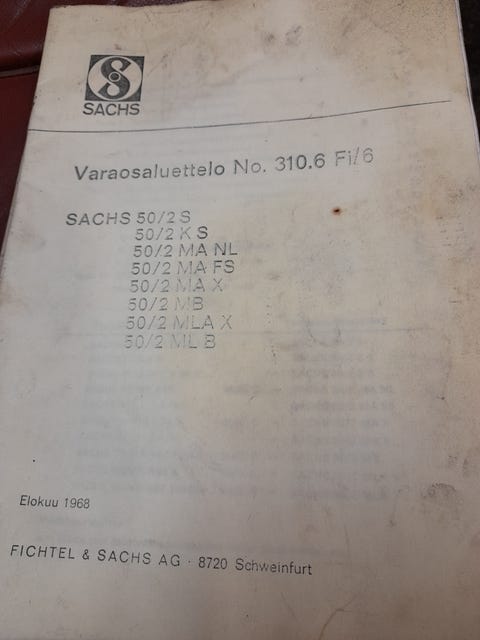 S
SACHS
Varaosaluettelo No. 310.6 Fi/6
SACHS 50/2 S
50/2 K S
50/2 MA NL
50/2 MA FS
50/2 MA X
50/2 MB
50/2 MLA X
50/2 ML B
Elokuu 1968
FICHTEL & SACHS AG · 8720 Schweinfurt